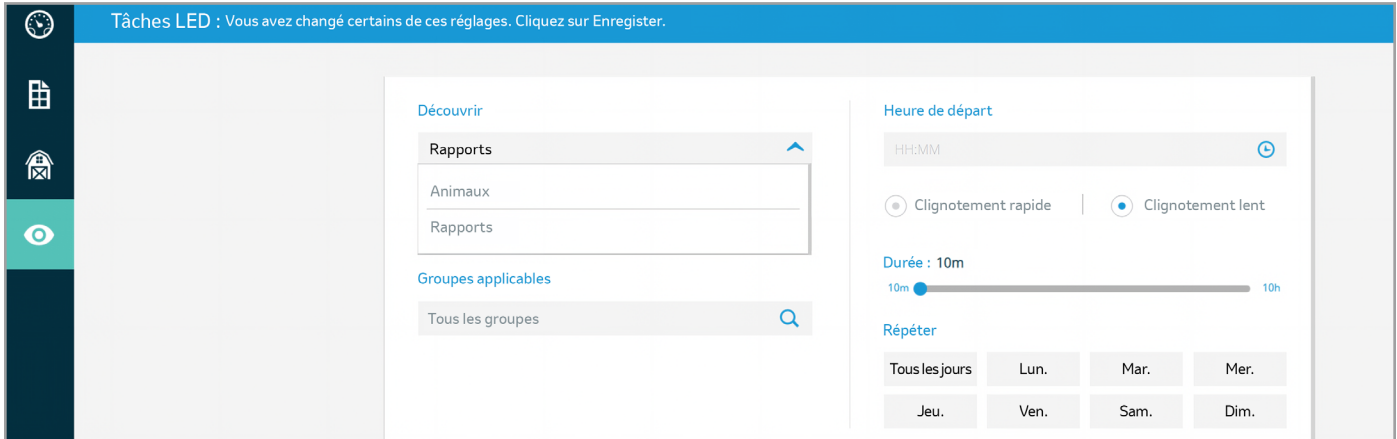 Tâches LED : Vous avez changé certains de ces réglages. Cliquez sur Enregister.
Découvrir
Rapports
Animaux
Rapports
Groupes applicables
Tous les groupes
Heure de départ
HH:MM
Clignotement rapide
Clignotement lent
Durée : 10m
10m 10h
Répéter
Tous les jours Lun. Mar. Mer.
Jeu. Ven. Sam. Dim.